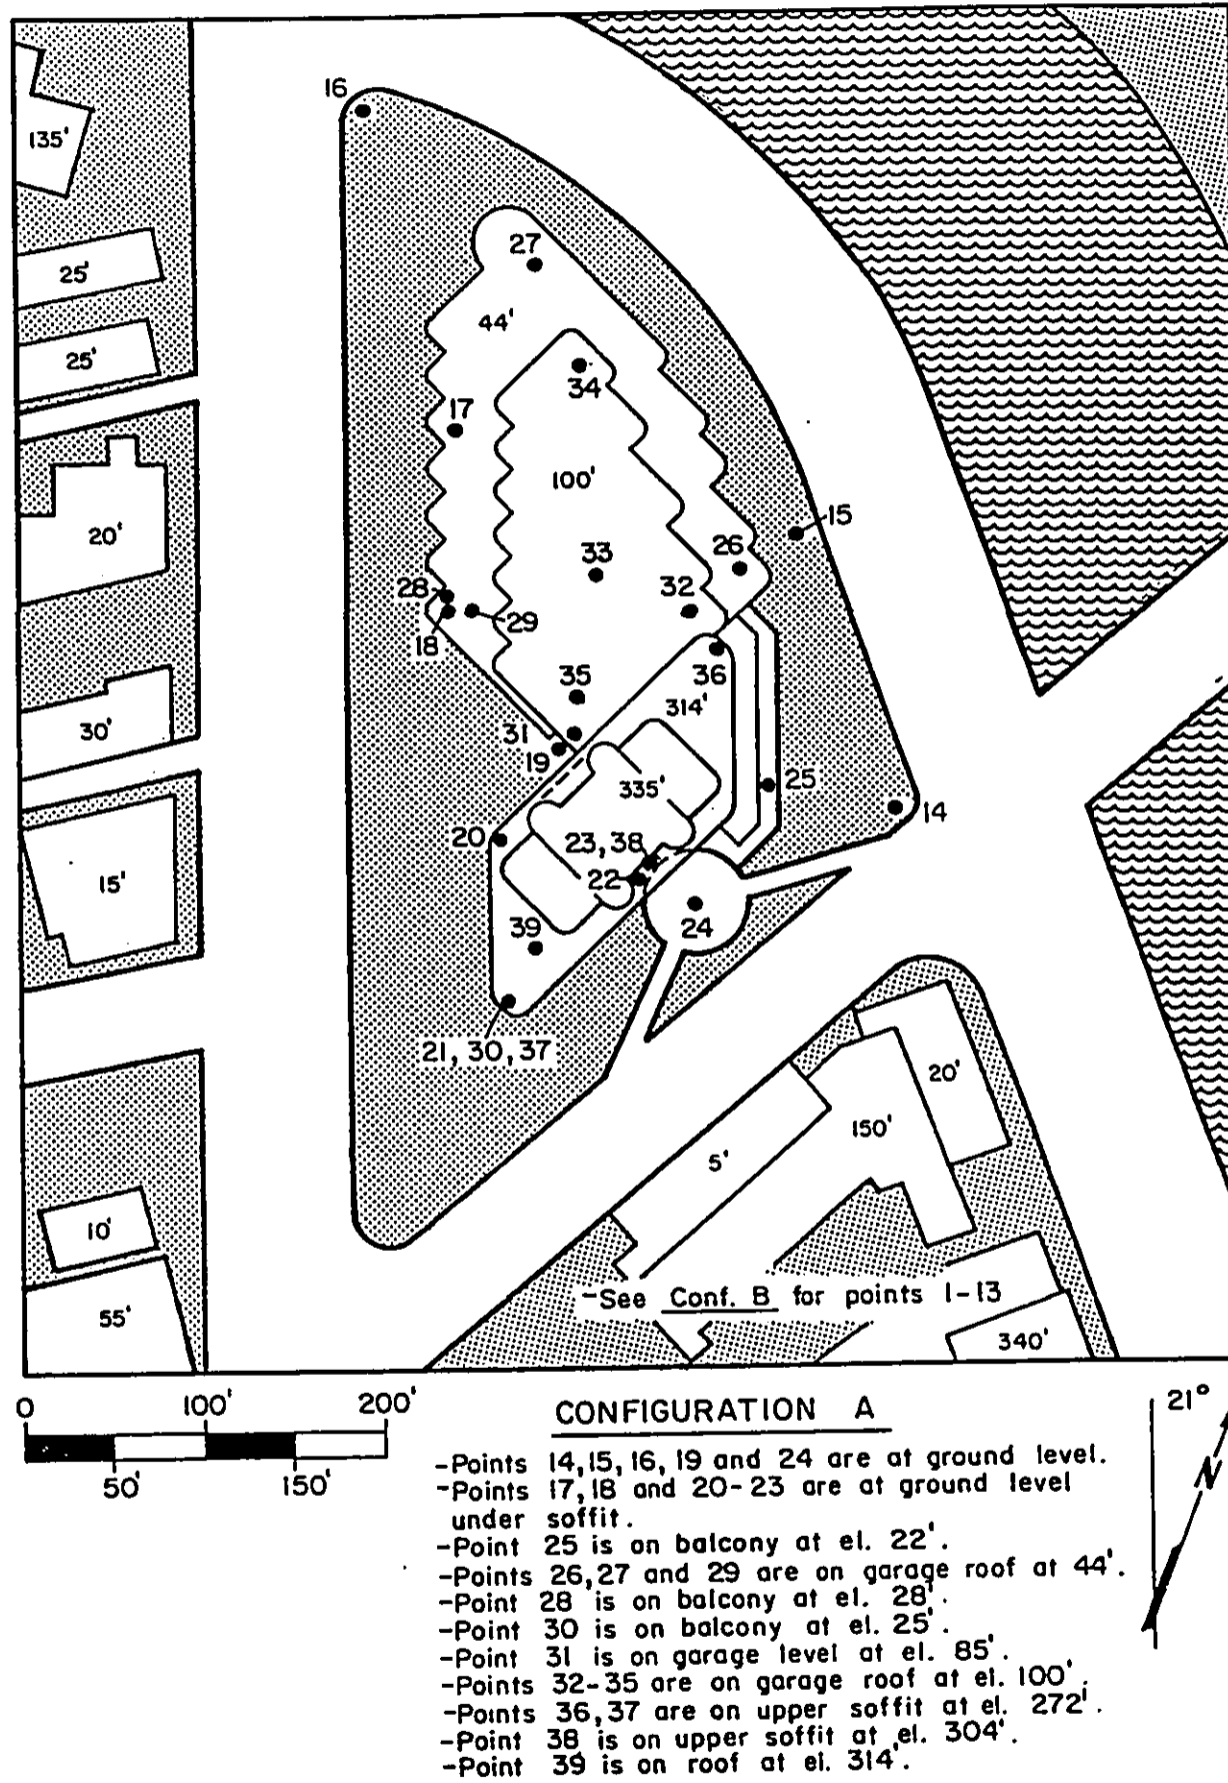 16
135'
27
25'
44'
25'
34
17
100'
15
20'
33
26
28
32
29
18
35
36
30'
314'
31
19
335'
25
14
20
23, 38
15'
22
24
39
21, 30, 37
20'
150'
5'
10'
-See Conf. B for points 1-13
55'
340'
0 100' 200'
50' 150'
CONFIGURATION A
21°
N
-Points 14, 15, 16, 19 and 24 are at ground level.
-Points 17, 18 and 20-23 are at ground level
under soffit.
-Point 25 is on balcony at el. 22'.
-Points 26, 27 and 29 are on garage roof at 44'.
-Point 28 is on balcony at el. 28'.
-Point 30 is on balcony at el. 25'.
-Point 31 is on garage level at el. 85'.
-Points 32-35 are on garage roof at el. 100'.
-Points 36, 37 are on upper soffit at el. 272'.
-Point 38 is on upper soffit at el. 304'.
-Point 39 is on roof at el. 314'.